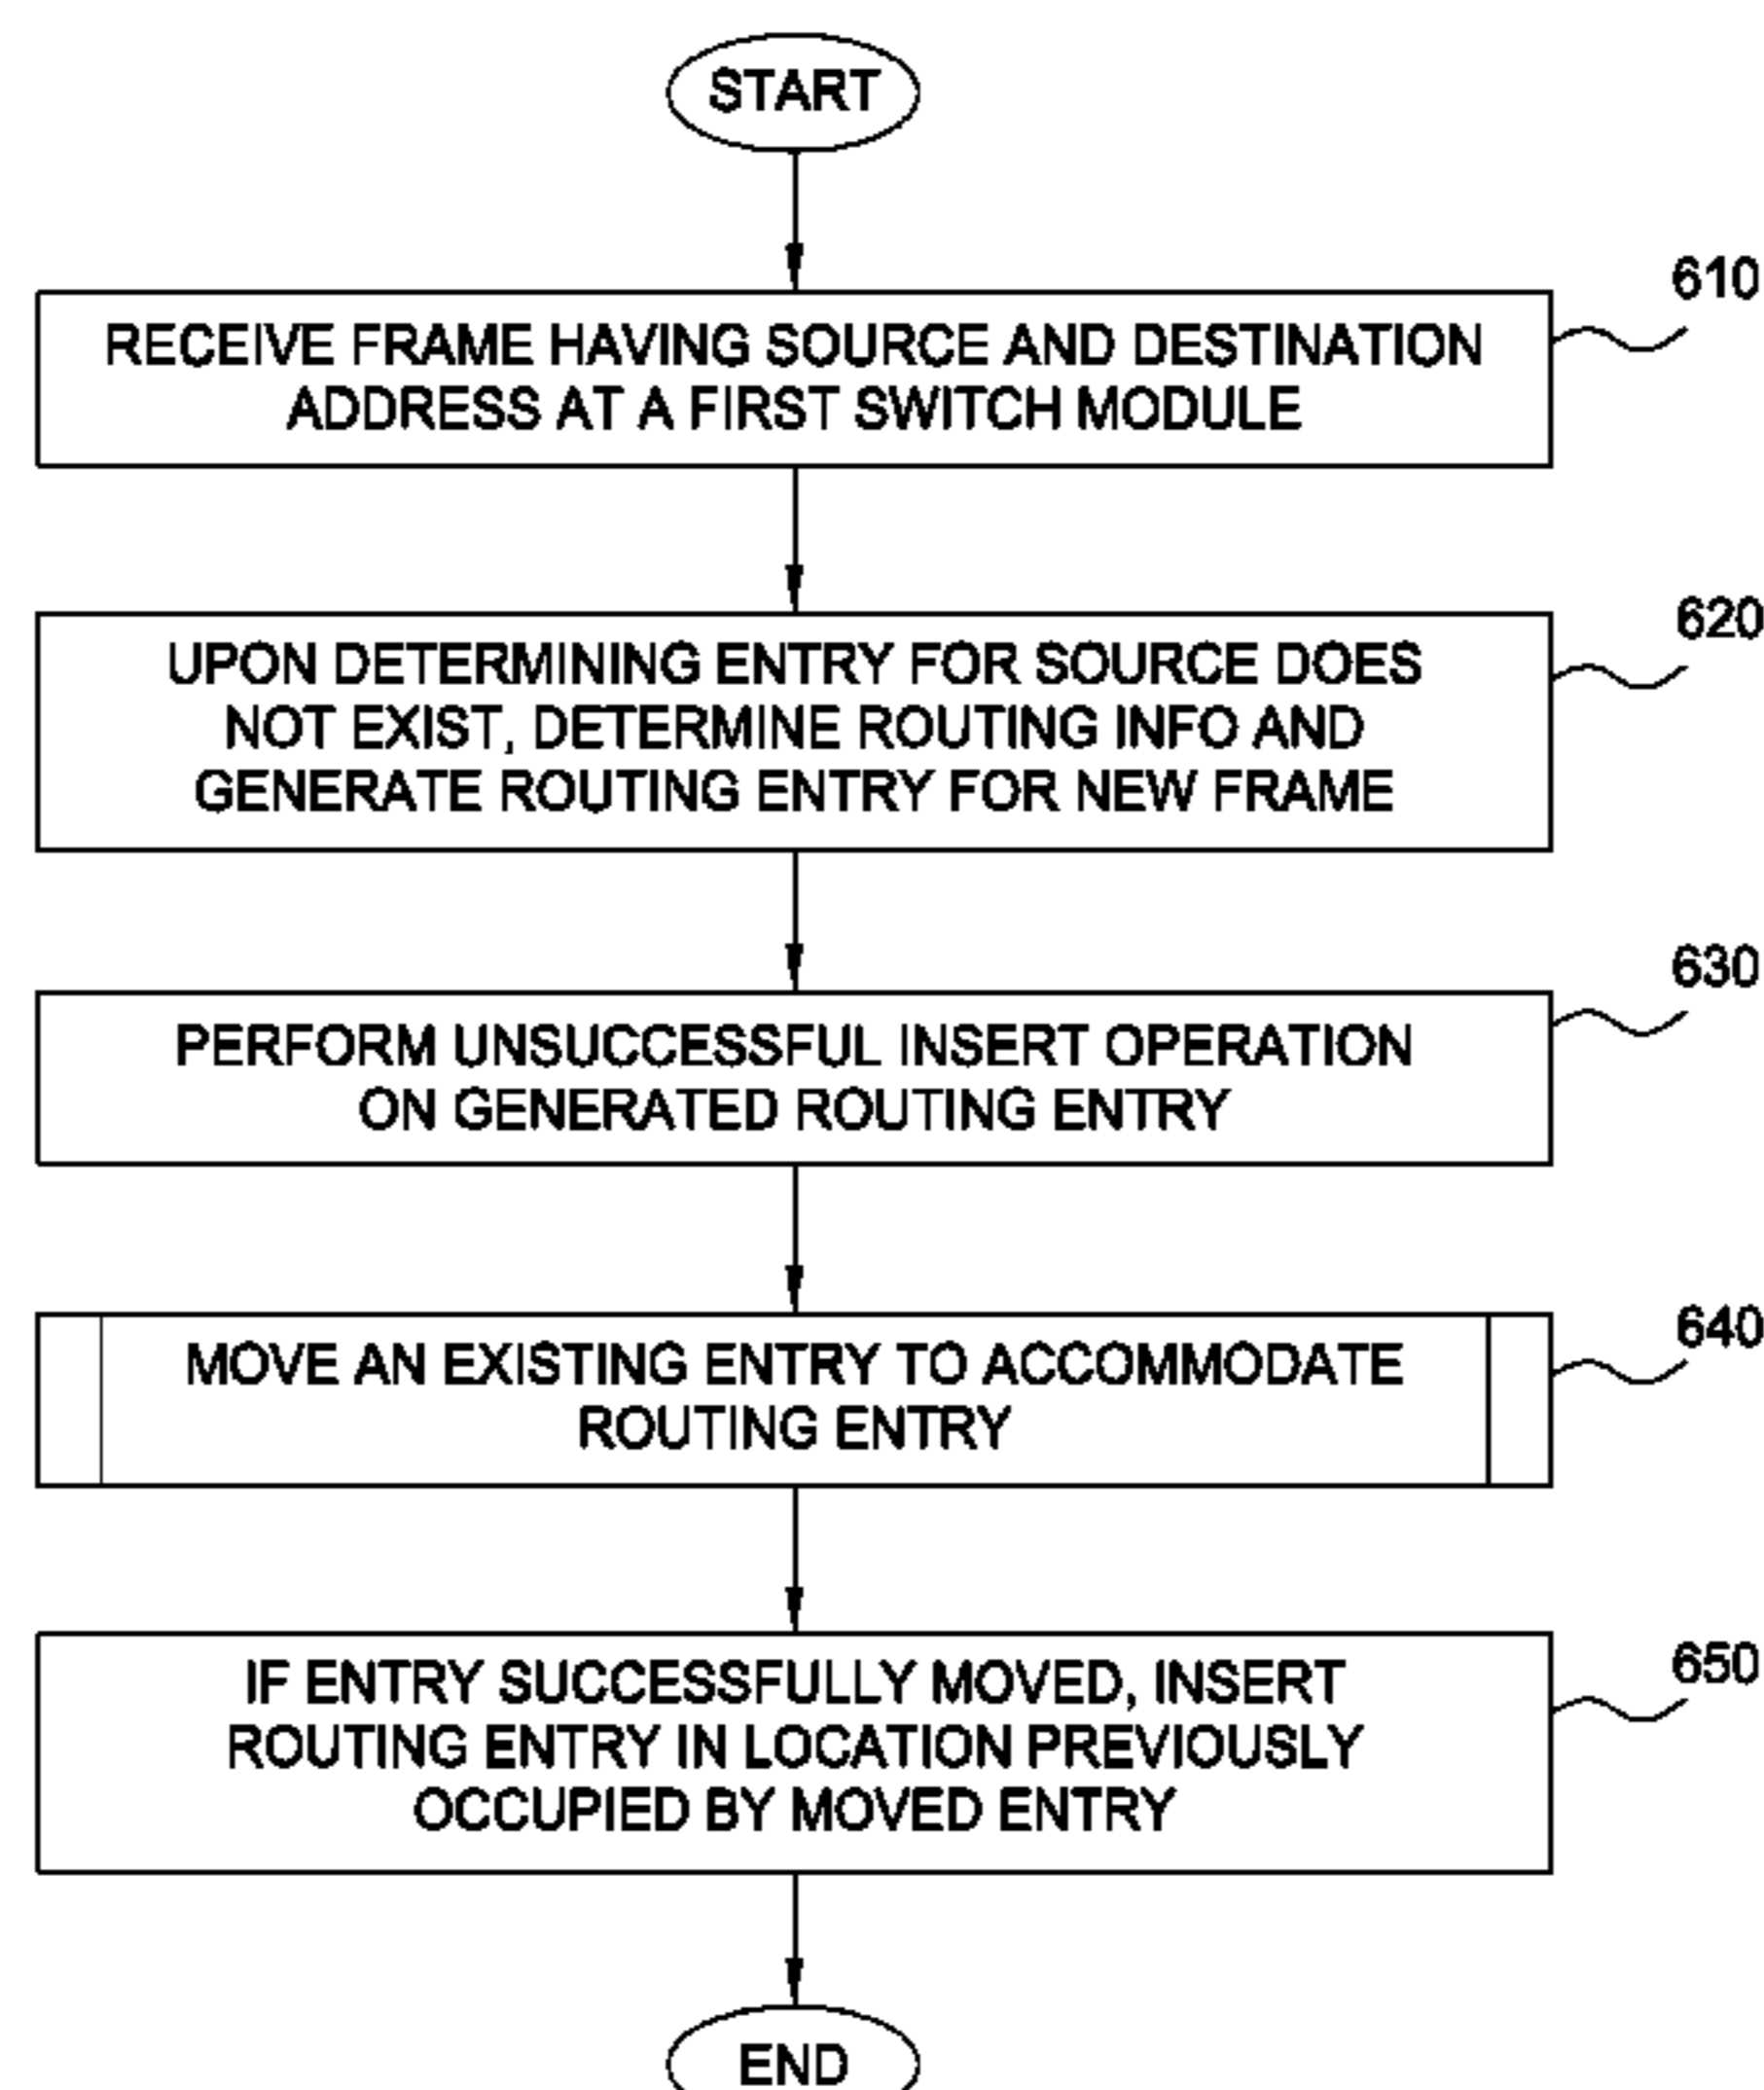 START
610
RECEIVE FRAME HAVING SOURCE AND DESTINATION
ADDRESS AT A FIRST SWITCH MODULE
620
UPON DETERMINING ENTRY FOR SOURCE DOES
NOT EXIST, DETERMINE ROUTING INFO AND
GENERATE ROUTING ENTRY FOR NEW FRAME
630
PERFORM UNSUCCESSFUL INSERT OPERATION
ON GENERATED ROUTING ENTRY
640
MOVE AN EXISTING ENTRY TO ACCOMMODATE
ROUTING ENTRY
650
IF ENTRY SUCCESSFULLY MOVED, INSERT
ROUTING ENTRY IN LOCATION PREVIOUSLY
OCCUPIED BY MOVED ENTRY
END